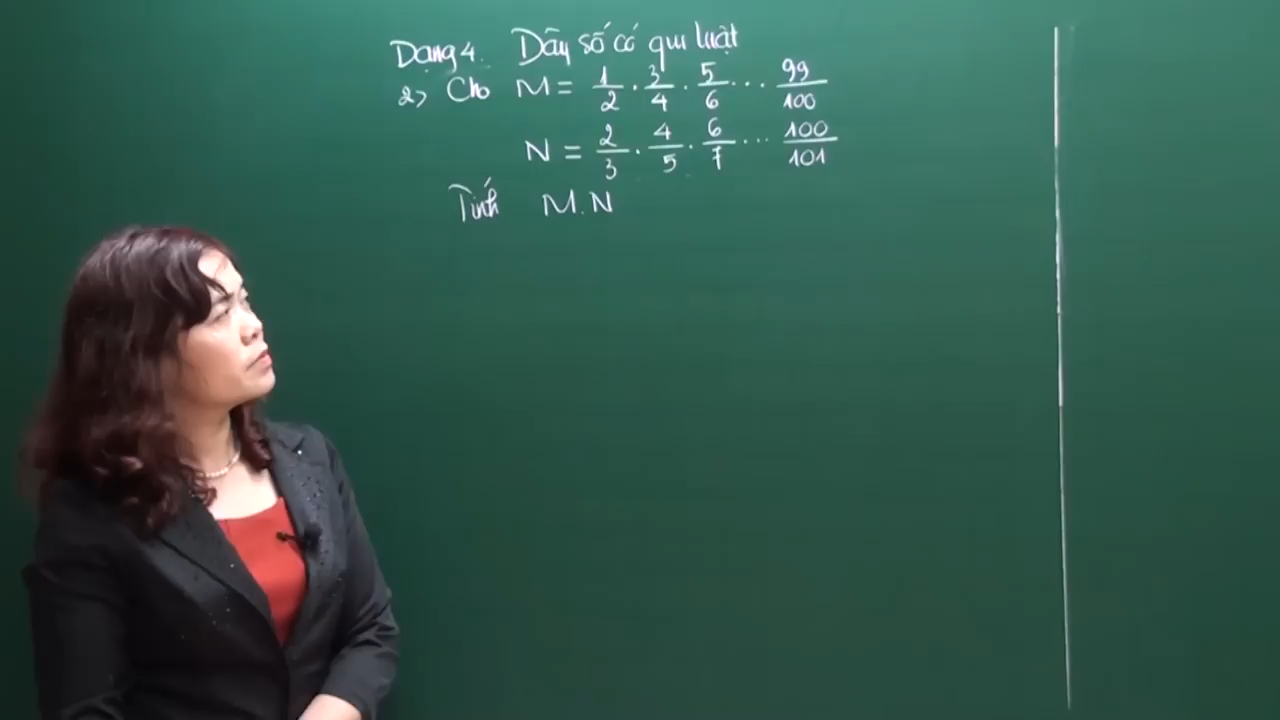 Dạng 4. Dãy số có qui luật
2> Cho M = 1/2 . 3/4 . 5/6 ... 99/100
N = 2/3 . 4/5 . 6/7 ... 100/101
Tính M.N